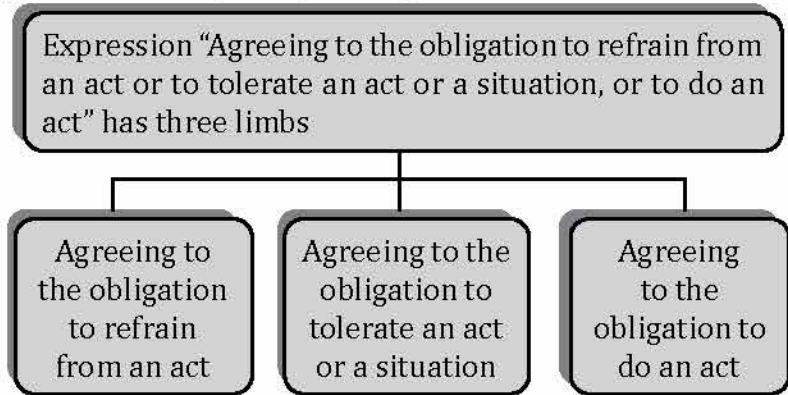 Expression “Agreeing to the obligation to refrain from
an act or to tolerate an act or a situation, or to do an
act” has three limbs
Agreeing to
the obligation
to refrain
from an act
Agreeing to the
obligation to
tolerate an act
or a situation
Agreeing
to the
obligation to
do an act